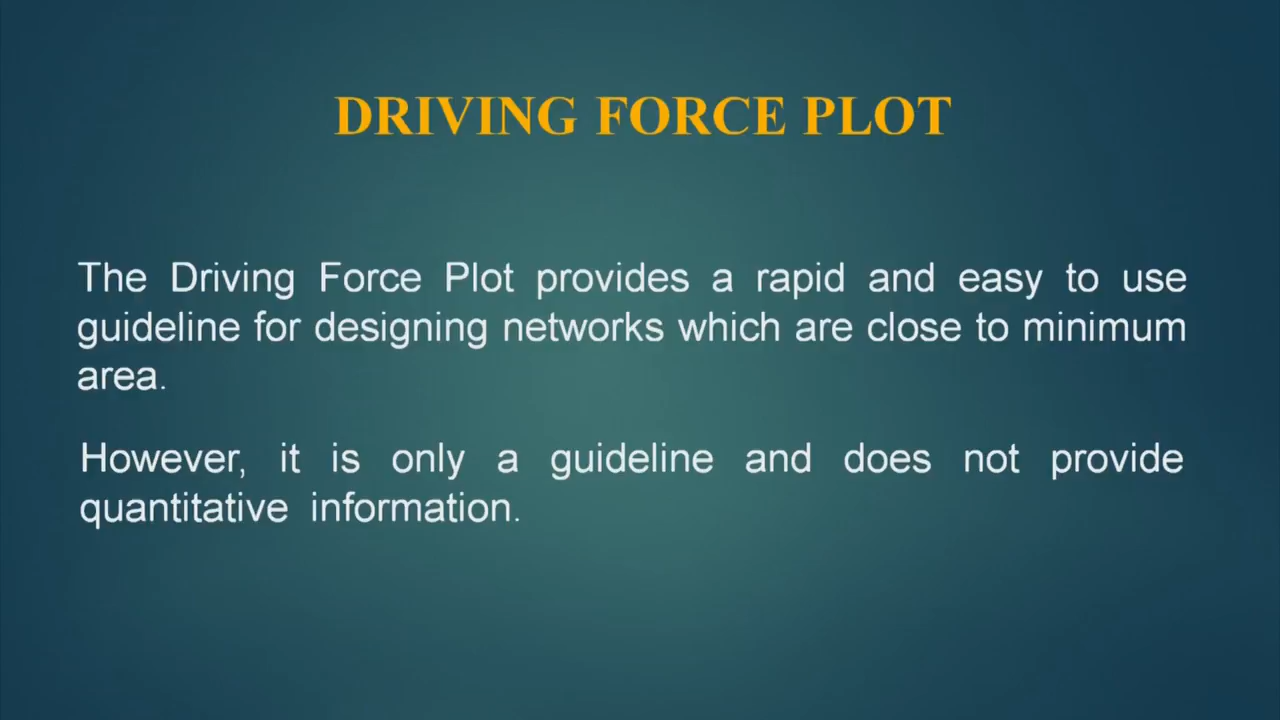 DRIVING FORCE PLOT
The Driving Force Plot provides a rapid and easy to use
guideline for designing networks which are close to minimum
area.
However, it is only a guideline and does not provide
quantitative information.